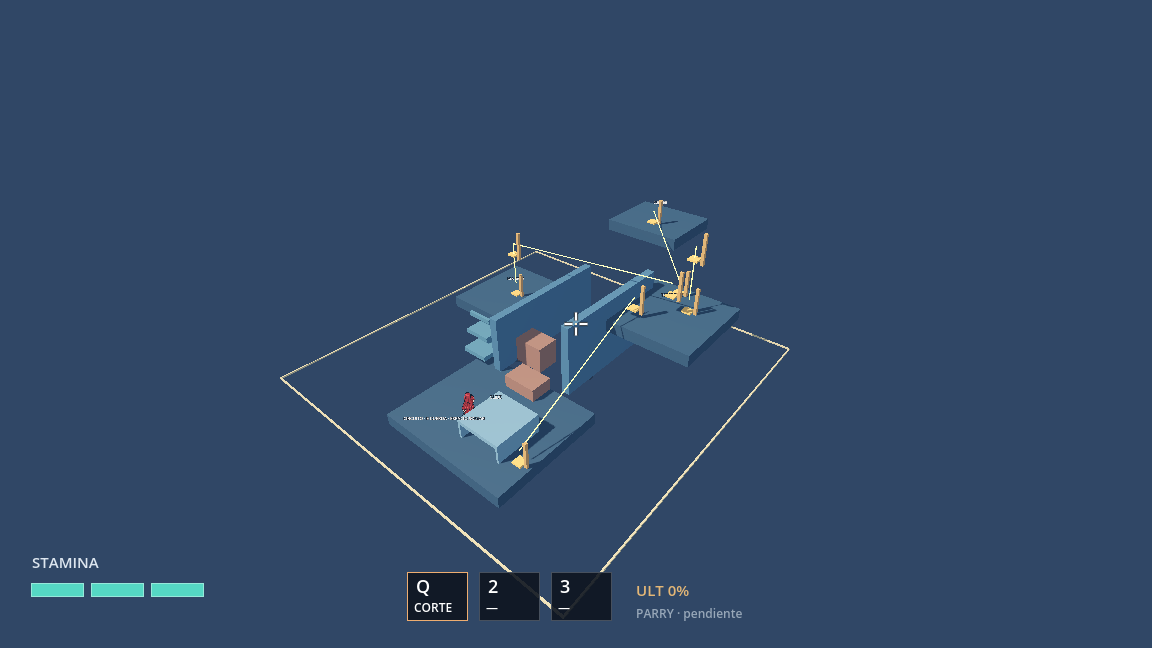 STAMINA
Q
CORTE
2
—
3
—
ULT 0%
PARRY · pendiente